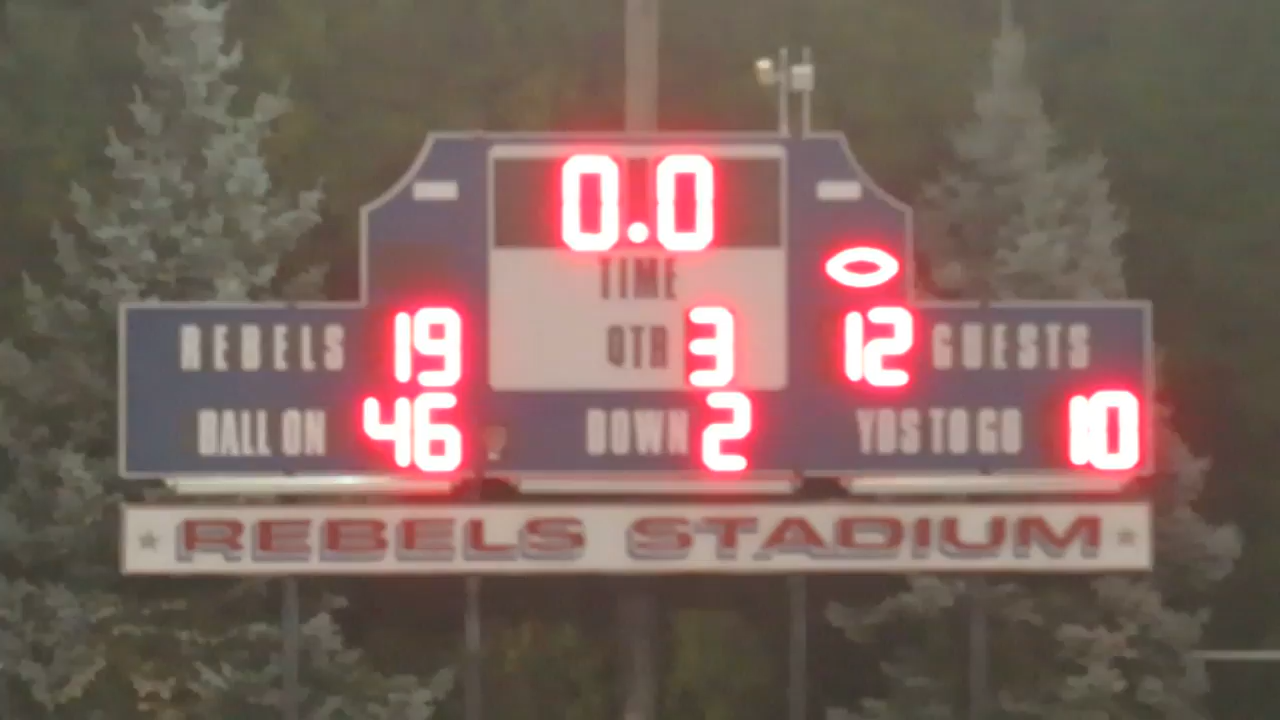 0.0
TIME
REBELS 19 QTR 3 12 GUESTS
BALL ON 46 DOWN 2 YDS TO GO 10
REBELS STADIUM